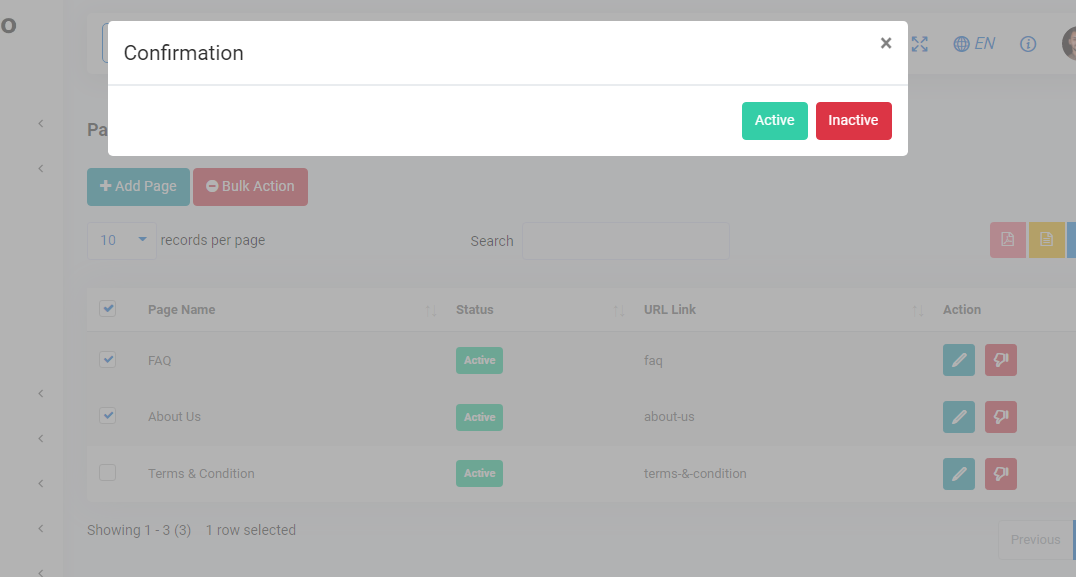 o
Confirmation
×
EN
Active
Inactive
Pa
Add Page
Bulk Action
10
records per page
Search
Page Name
Status
URL Link
Action
FAQ
Active
faq
About Us
Active
about-us
Terms & Condition
Active
terms-&-condition
Showing 1 - 3 (3)
1 row selected
Previous